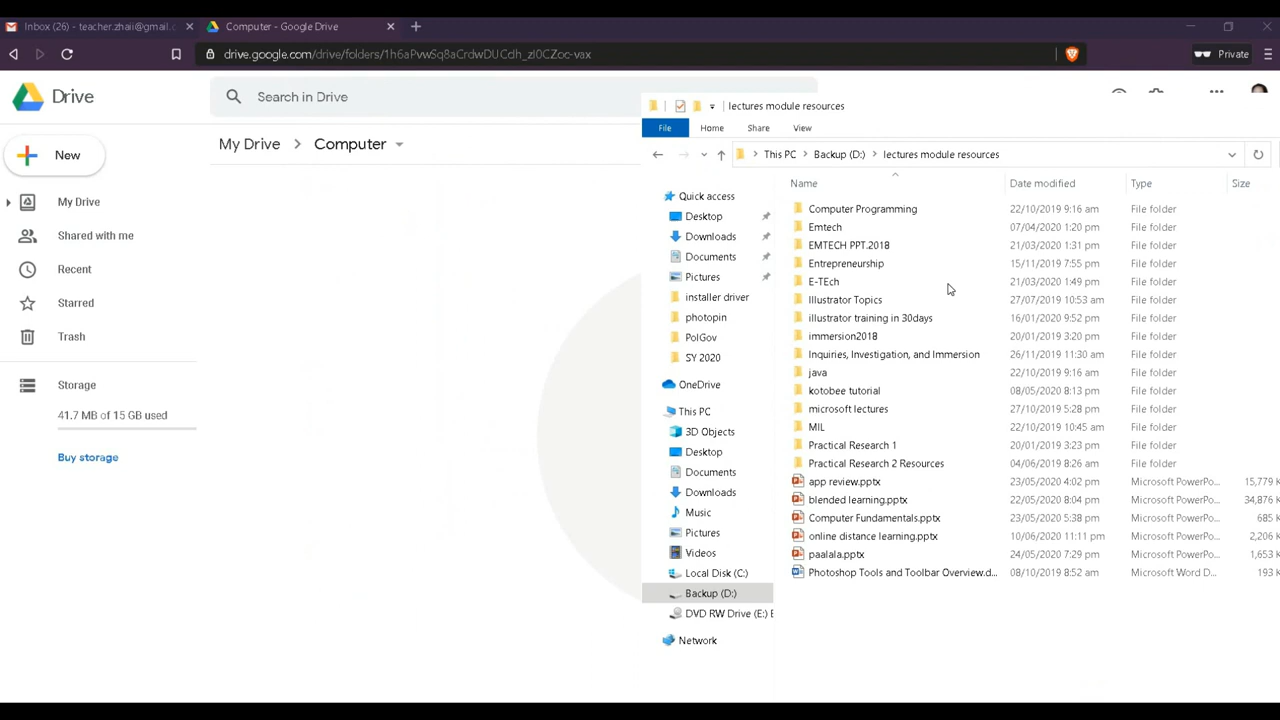 Inbox (26) - teacher.zhaii@gmail.c
Computer - Google Drive
drive.google.com/drive/folders/1h6aPvwSq8aCrdwDUCdh_zl0CZoc-vax
Private
Drive
Search in Drive
New
My Drive
Computer
My Drive
Shared with me
Recent
Starred
Trash
Storage
41.7 MB of 15 GB used
Buy storage
lectures module resources
File Home Share View
This PC Backup (D:) lectures module resources
Quick access
Desktop
Downloads
Documents
Pictures
installer driver
photopin
PolGov
SY 2020
OneDrive
This PC
3D Objects
Desktop
Documents
Downloads
Music
Pictures
Videos
Local Disk (C:)
Backup (D:)
DVD RW Drive (E:) E
Network
Name Date modified Type Size
Computer Programming 22/10/2019 9:16 am File folder
Emtech 07/04/2020 1:20 pm File folder
EMTECH PPT.2018 21/03/2020 1:31 pm File folder
Entrepreneurship 15/11/2019 7:55 pm File folder
E-TEch 21/03/2020 1:49 pm File folder
Illustrator Topics 27/07/2019 10:53 am File folder
illustrator training in 30days 16/01/2020 9:52 pm File folder
immersion2018 20/01/2019 3:20 pm File folder
Inquiries, Investigation, and Immersion 26/11/2019 11:30 am File folder
java 22/10/2019 9:16 am File folder
kotobee tutorial 08/05/2020 8:13 pm File folder
microsoft lectures 27/10/2019 5:28 pm File folder
MIL 22/10/2019 10:45 am File folder
Practical Research 1 20/01/2019 3:23 pm File folder
Practical Research 2 Resources 04/06/2019 8:26 am File folder
app review.pptx 23/05/2020 4:02 pm Microsoft PowerPo... 15,779 K
blended learning.pptx 22/05/2020 8:04 pm Microsoft PowerPo... 34,876 K
Computer Fundamentals.pptx 23/05/2020 5:38 pm Microsoft PowerPo... 685 K
online distance learning.pptx 10/06/2020 11:11 pm Microsoft PowerPo... 2,206 K
paalala.pptx 24/05/2020 7:29 pm Microsoft PowerPo... 1,653 K
Photoshop Tools and Toolbar Overview.d... 08/10/2019 8:52 am Microsoft Word D... 193 K